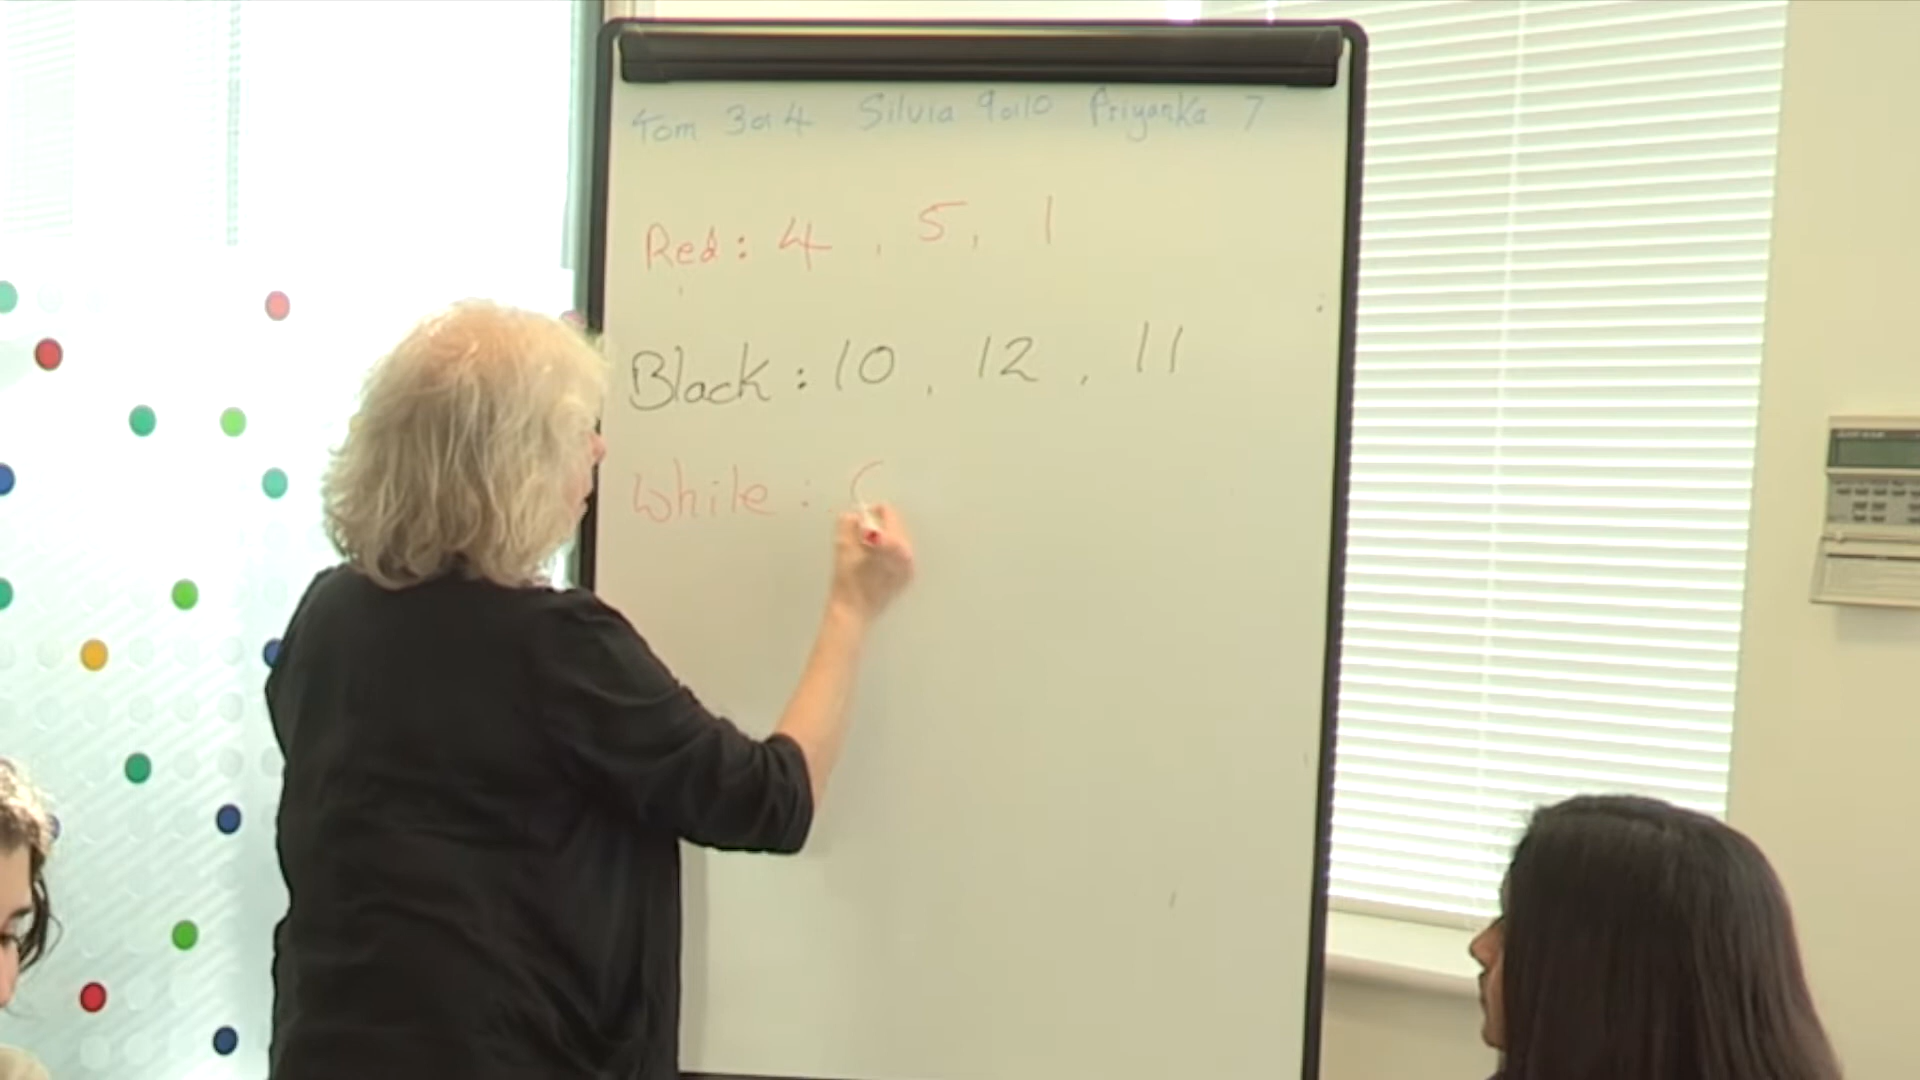 Tom 3 or 4 Silvia 9 or 10 Priyanka 7
Red: 4, 5, 1
Black: 10, 12, 11
White: